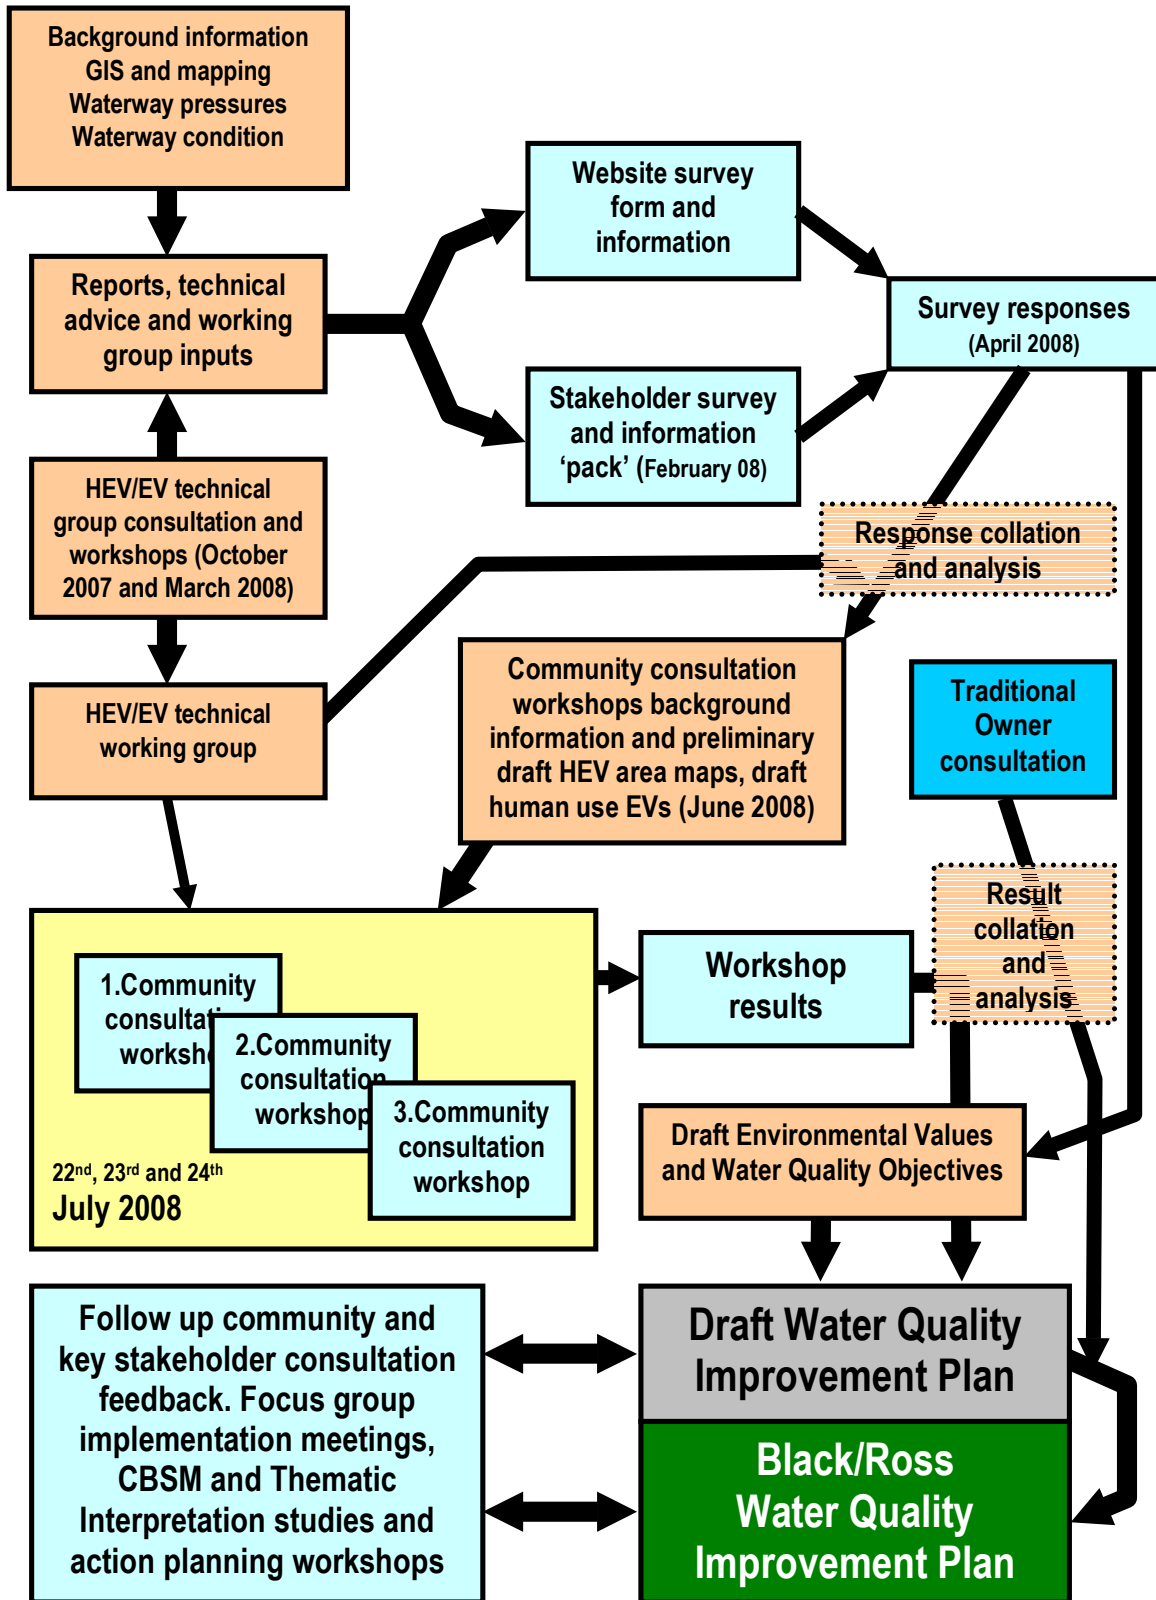 Background information
GIS and mapping
Waterway pressures
Waterway condition
Website survey
form and
information
Reports, technical
advice and working
group inputs
Survey responses
(April 2008)
Stakeholder survey
and information
‘pack’ (February 08)
HEV/EV technical
group consultation and
workshops (October
2007 and March 2008)
Response collation
and analysis
HEV/EV technical
working group
Community consultation
workshops background
information and preliminary
draft HEV area maps, draft
human use EVs (June 2008)
Traditional
Owner
consultation
Result
collation
and
analysis
1.Community
consultation
workshop
2.Community
consultation
workshop
3.Community
consultation
workshop
22nd, 23rd and 24th
July 2008
Workshop
results
Draft Environmental Values
and Water Quality Objectives
Follow up community and
key stakeholder consultation
feedback. Focus group
implementation meetings,
CBSM and Thematic
Interpretation studies and
action planning workshops
Draft Water Quality
Improvement Plan
Black/Ross
Water Quality
Improvement Plan